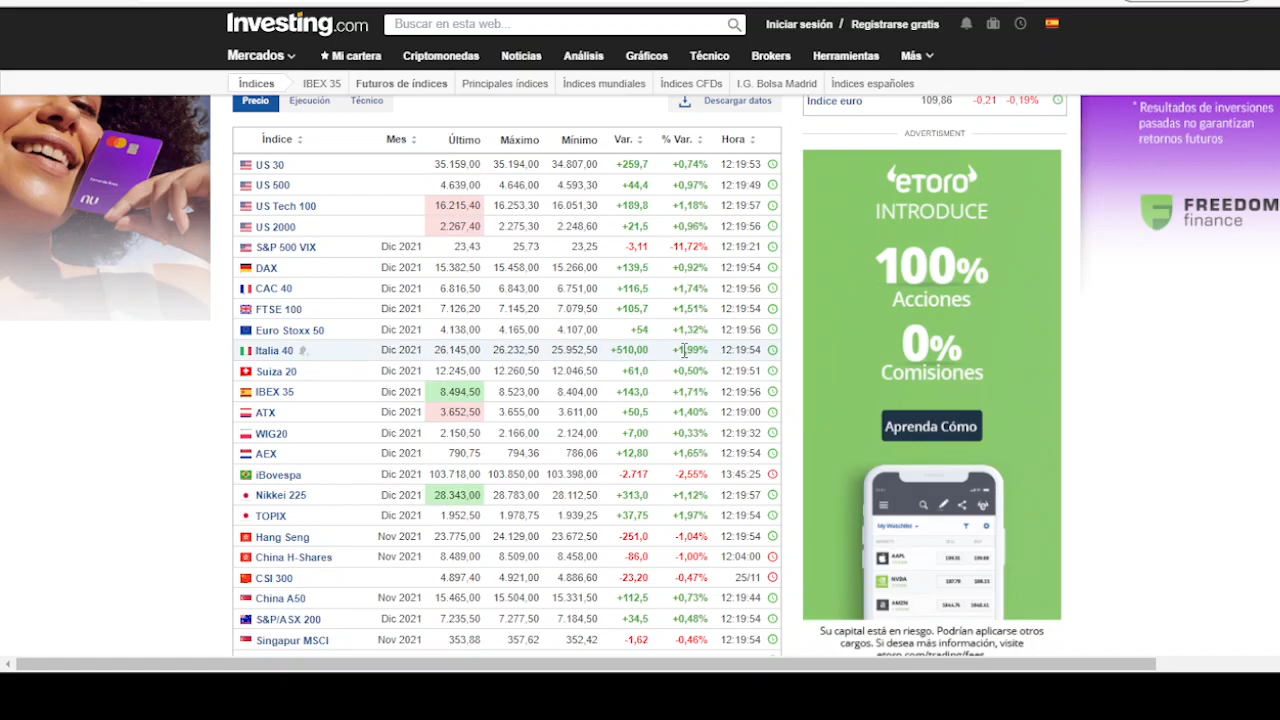 Investing.com
Buscar en esta web...
Iniciar sesión / Registrarse gratis
Mercados
Mi cartera Criptomonedas Noticias Análisis Gráficos Técnico Brokers Herramientas Más
Índices IBEX 35 Futuros de índices Principales índices Índices mundiales Índices CFDs I.G. Bolsa Madrid Índices españoles
Precio Ejecución Técnico Descargar datos
Índice Mes Último Máximo Mínimo Var. % Var. Hora
US 30 35.159,00 35.194,00 34.807,00 +259,7 +0,74% 12:19:53
US 500 4.639,00 4.646,00 4.593,30 +44,4 +0,97% 12:19:49
US Tech 100 16.215,40 16.253,30 16.051,30 +189,8 +1,18% 12:19:57
US 2000 2.267,40 2.275,30 2.248,60 +21,5 +0,96% 12:19:56
S&P 500 VIX Dic 2021 23,43 25,73 23,25 -3,11 -11,72% 12:19:21
DAX Dic 2021 15.382,50 15.458,00 15.266,00 +139,5 +0,92% 12:19:54
CAC 40 Dic 2021 6.816,50 6.843,00 6.751,00 +116,5 +1,74% 12:19:56
FTSE 100 Dic 2021 7.126,20 7.145,20 7.079,50 +105,7 +1,51% 12:19:54
Euro Stoxx 50 Dic 2021 4.138,00 4.165,00 4.107,00 +54 +1,32% 12:19:56
Italia 40 Dic 2021 26.145,00 26.232,50 25.952,50 +510,00 +1,99% 12:19:54
Suiza 20 Dic 2021 12.245,00 12.260,00 12.046,50 +61,0 +0,50% 12:19:51
IBEX 35 Dic 2021 8.494,50 8.523,00 8.404,00 +143,0 +1,71% 12:19:56
ATX Dic 2021 3.652,50 3.655,00 3.611,00 +50,5 +1,40% 12:19:00
WIG20 Dic 2021 2.150,50 2.166,00 2.124,00 +7,00 +0,33% 12:19:32
AEX Dic 2021 790,75 794,36 786,06 +12,80 +1,65% 12:19:54
iBovespa Dic 2021 103.718,00 103.850,00 103.398,00 -2.717 -2,55% 13:45:25
Nikkei 225 Dic 2021 28.343,00 28.783,00 28.112,50 +313,0 +1,12% 12:19:57
TOPIX Dic 2021 1.952,50 1.978,75 1.939,25 +37,75 +1,97% 12:19:54
Hang Seng Nov 2021 23.775,00 24.129,00 23.672,50 -251,0 -1,04% 12:19:54
China H-Shares Nov 2021 8.489,00 8.509,00 8.458,00 -86,0 -1,00% 12:04:00
CSI 300 4.897,40 4.921,00 4.886,60 -23,20 -0,47% 25/11
China A50 Nov 2021 15.465,00 15.504,00 15.331,50 +112,5 +0,73% 12:19:44
S&P/ASX 200 Dic 2021 7.235,50 7.277,50 7.184,50 +34,5 +0,48% 12:19:54
Singapur MSCI Nov 2021 353,88 357,62 352,42 -1,62 -0,46% 12:19:54
Índice euro 109,86 -0,21 -0,19%
ADVERTISMENT
eToro
INTRODUCE
100%
Acciones
0%
Comisiones
Aprenda Cómo
My Watchlist
AAPL
NVDA
AMZN
Su capital está en riesgo. Podrían aplicarse otros
cargos. Si desea más información, visite
etoro.com/trading/fees
* Resultados de inversiones
pasadas no garantizan
retornos futuros
FREEDOM
finance
nu